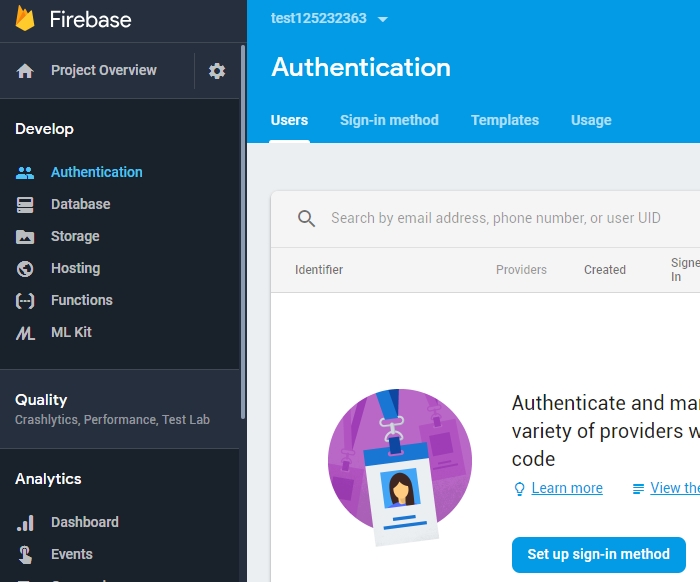 Firebase
test125232363
Project Overview
Authentication
Users
Sign-in method
Templates
Usage
Develop
Authentication
Database
Storage
Hosting
Functions
ML Kit
Quality
Crashlytics, Performance, Test Lab
Analytics
Dashboard
Events
Search by email address, phone number, or user UID
Identifier
Providers
Created
Signe
In
Authenticate and ma
variety of providers w
code
Learn more
View the
Set up sign-in method